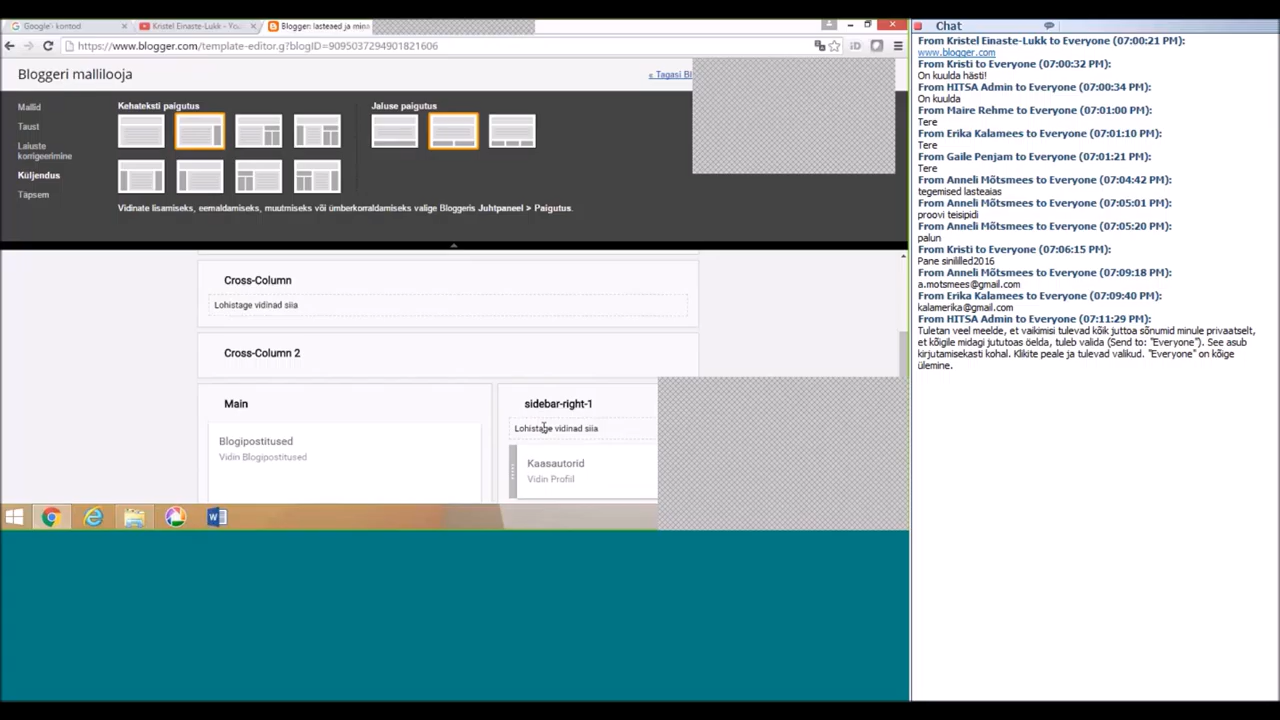 Google'i kontod
Kristel Einaste-Lukk - You
Blogger: lasteaed ja mina
https://www.blogger.com/template-editor.g?blogID=9095037294901821606
Bloggeri mallilooja
« Tagasi Bl
Mallid
Taust
Laiuste
korrigeerimine
Küljendus
Täpsem
Kehateksti paigutus
Jaluse paigutus
Vidinate lisamiseks, eemaldamiseks, muutmiseks või ümberkorraldamiseks valige Bloggeris Juhtpaneel > Paigutus.
Cross-Column
Lohistage vidinad siia
Cross-Column 2
Main
Blogipostitused
Vidin Blogipostitused
sidebar-right-1
Lohistage vidinad siia
Kaasautorid
Vidin Profiil
Chat
From Kristel Einaste-Lukk to Everyone (07:00:21 PM):
www.blogger.com
From Kristi to Everyone (07:00:32 PM):
On kuulda hästi!
From HITSA Admin to Everyone (07:00:34 PM):
On kuulda
From Maire Rehme to Everyone (07:01:00 PM):
Tere
From Erika Kalamees to Everyone (07:01:10 PM):
Tere
From Gaile Penjam to Everyone (07:01:21 PM):
Tere
From Anneli Mõtsmees to Everyone (07:04:42 PM):
tegemised lasteaias
From Anneli Mõtsmees to Everyone (07:05:01 PM):
proovi teisipidi
From Anneli Mõtsmees to Everyone (07:05:20 PM):
palun
From Kristi to Everyone (07:06:15 PM):
Pane sinililled2016
From Anneli Mõtsmees to Everyone (07:09:18 PM):
a.motsmees@gmail.com
From Erika Kalamees to Everyone (07:09:40 PM):
kalamerika@gmail.com
From HITSA Admin to Everyone (07:11:29 PM):
Tuletan veel meelde, et vaikimisi tulevad kõik juttoa sõnumid minule privaatselt,
et kõigile midagi jututoas öelda, tuleb valida (Send to: "Everyone"). See asub
kirjutamisekasti kohal. Klikite peale ja tulevad valikud. "Everyone" on kõige
ülemine.